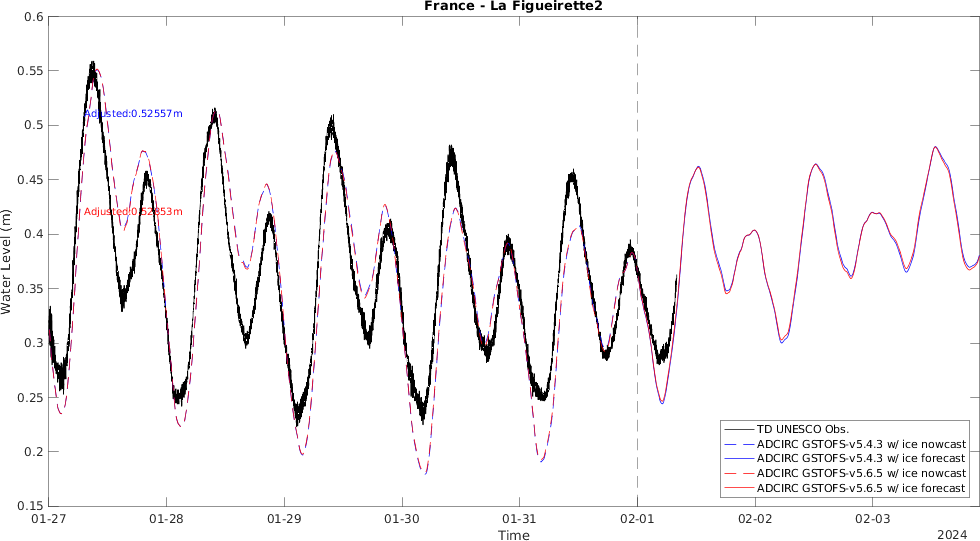 France - La Figueirette2
0.6
0.55
0.5
0.45
0.4
0.35
0.3
0.25
0.2
0.15
Water Level (m)
Adjusted:0.52557m
Adjusted:0.52853m
TD UNESCO Obs.
ADCIRC GSTOFS-v5.4.3 w/ ice nowcast
ADCIRC GSTOFS-v5.4.3 w/ ice forecast
ADCIRC GSTOFS-v5.6.5 w/ ice nowcast
ADCIRC GSTOFS-v5.6.5 w/ ice forecast
01-27 01-28 01-29 01-30 01-31 02-01 02-02 02-03
Time
2024